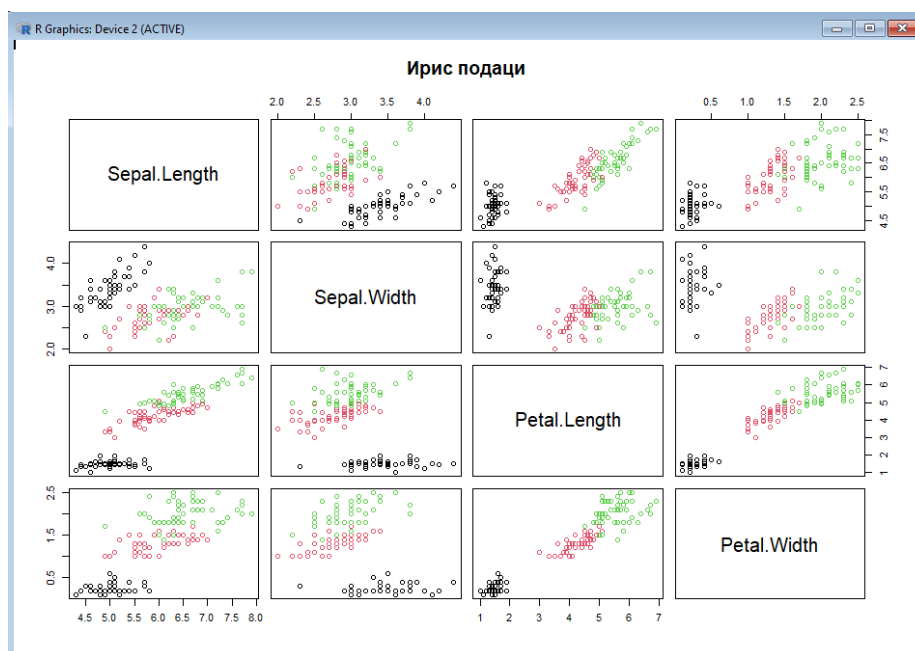 R Graphics: Device 2 (ACTIVE)
Ирис подаци
2.0 2.5 3.0 3.5 4.0
0.5 1.0 1.5 2.0 2.5
Sepal.Length
4.5 5.5 6.5 7.5
2.0 3.0 4.0
Sepal.Width
Petal.Length
1 2 3 4 5 6 7
0.5 1.5 2.5
Petal.Width
4.5 5.0 5.5 6.0 6.5 7.0 7.5 8.0
1 2 3 4 5 6 7